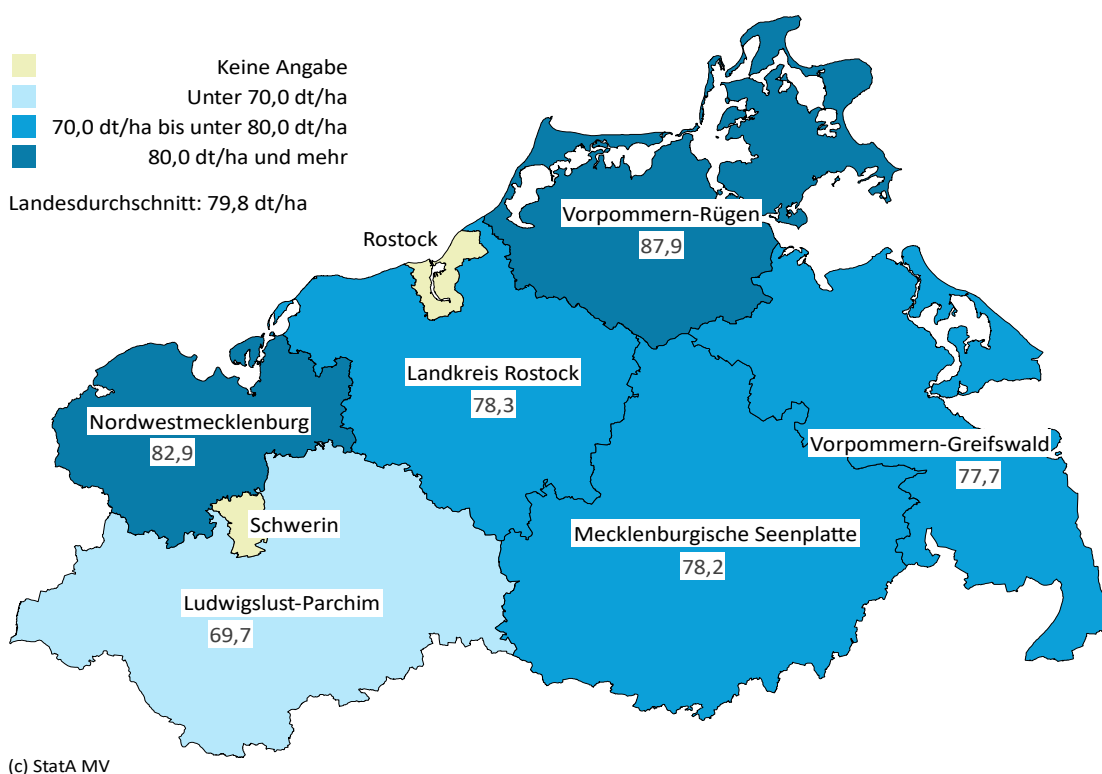 Keine Angabe
Unter 70,0 dt/ha
70,0 dt/ha bis unter 80,0 dt/ha
80,0 dt/ha und mehr
Landesdurchschnitt: 79,8 dt/ha
Rostock
Vorpommern-Rügen
87,9
Landkreis Rostock
78,3
Nordwestmecklenburg
82,9
Vorpommern-Greifswald
77,7
Schwerin
Mecklenburgische Seenplatte
78,2
Ludwigslust-Parchim
69,7
(c) StatA MV